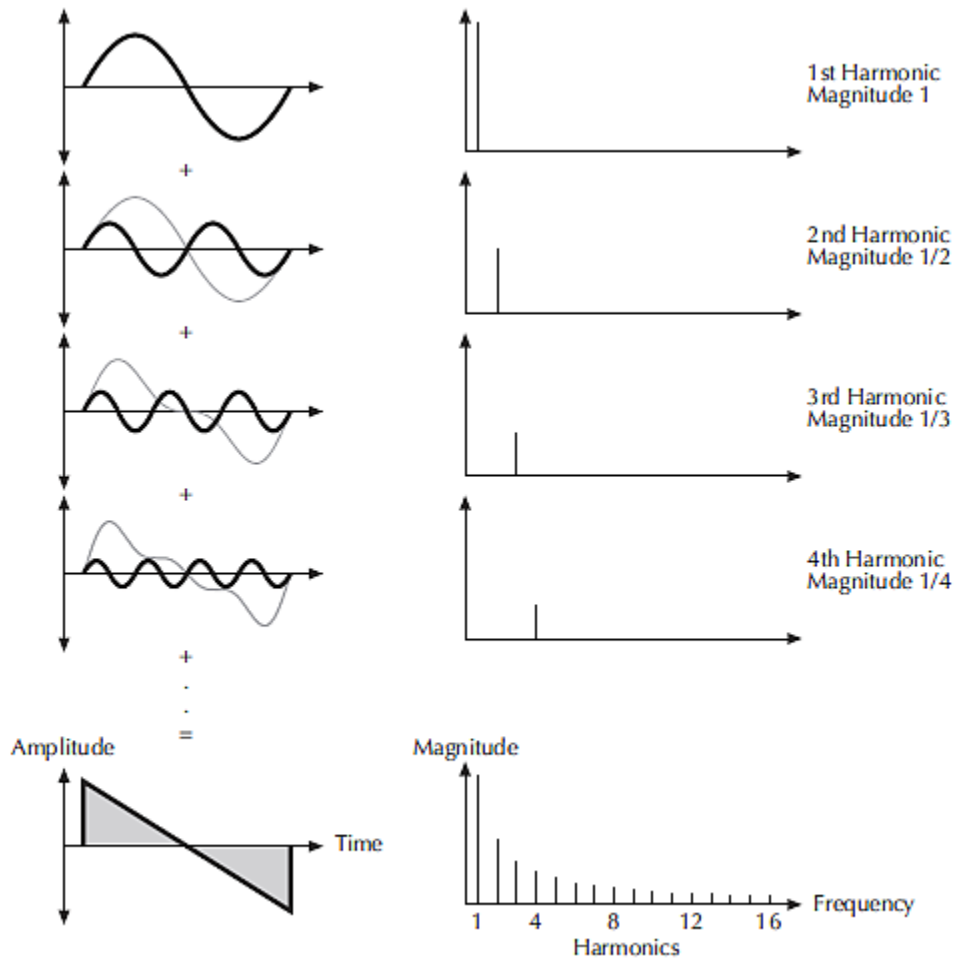 1st Harmonic
Magnitude 1
+
2nd Harmonic
Magnitude 1/2
+
3rd Harmonic
Magnitude 1/3
+
4th Harmonic
Magnitude 1/4
+
.
.
=
Amplitude
Magnitude
Time
Frequency
1 4 8 12 16
Harmonics